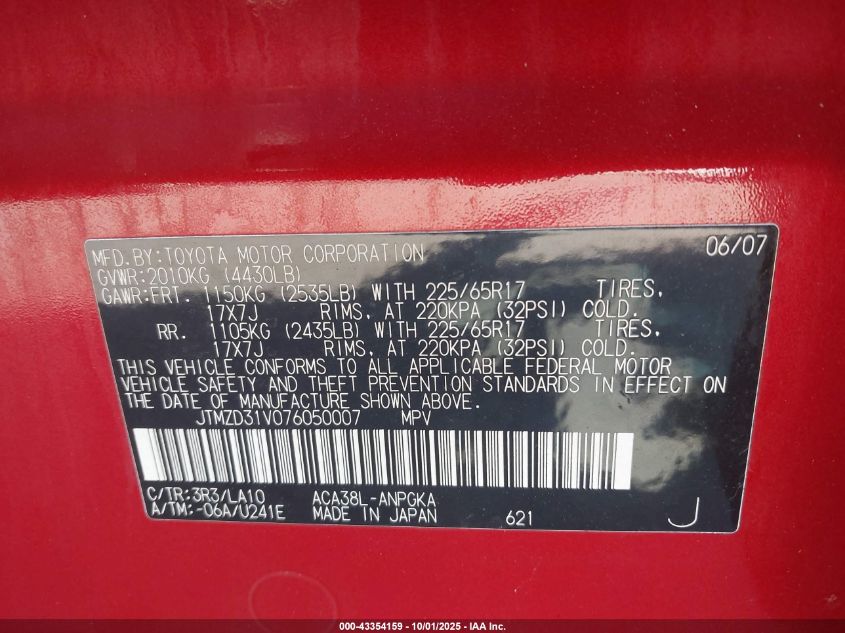 MFD.BY:TOYOTA MOTOR CORPORATION 06/07
GVWR:2010KG (4430LB)
GAWR:FRT. 1150KG (2535LB) WITH 225/65R17 TIRES,
17X7J RIMS, AT 220KPA (32PSI) COLD.
RR. 1105KG (2435LB) WITH 225/65R17 TIRES,
17X7J RIMS, AT 220KPA (32PSI) COLD.
THIS VEHICLE CONFORMS TO ALL APPLICABLE FEDERAL MOTOR
VEHICLE SAFETY AND THEFT PREVENTION STANDARDS IN EFFECT ON
THE DATE OF MANUFACTURE SHOWN ABOVE.
JTMZD31V076050007 MPV
C/TR:3R3/LA10 ACA38L-ANPGKA
A/TM:-06A/U241E MADE IN JAPAN 621 J
000-43354159 - 10/01/2025 - IAA Inc.